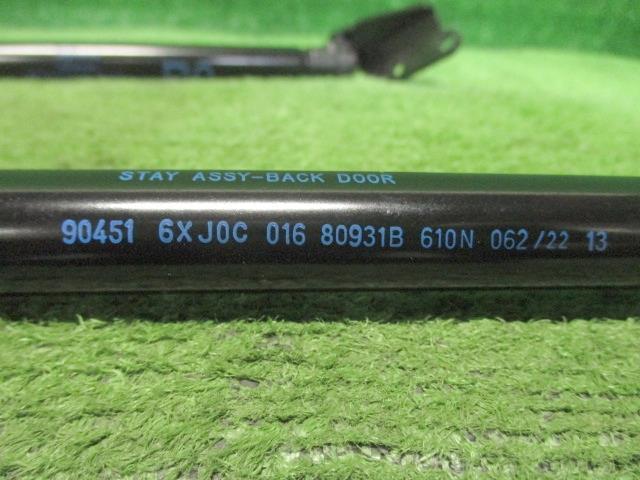 STAY ASSY-BACK DOOR
90451 6XJ0C 016 80931B 610N 062/22 13